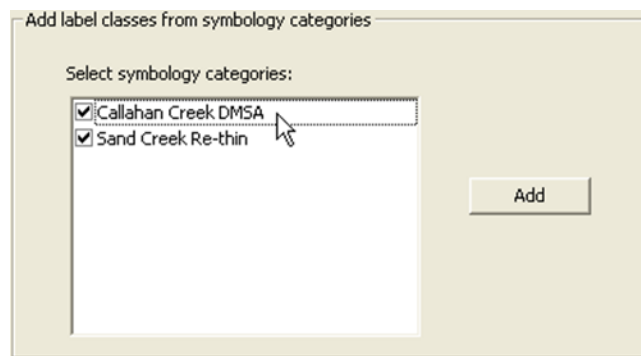 Add label classes from symbology categories
Select symbology categories:
Callahan Creek DMSA
Sand Creek Re-thin
Add